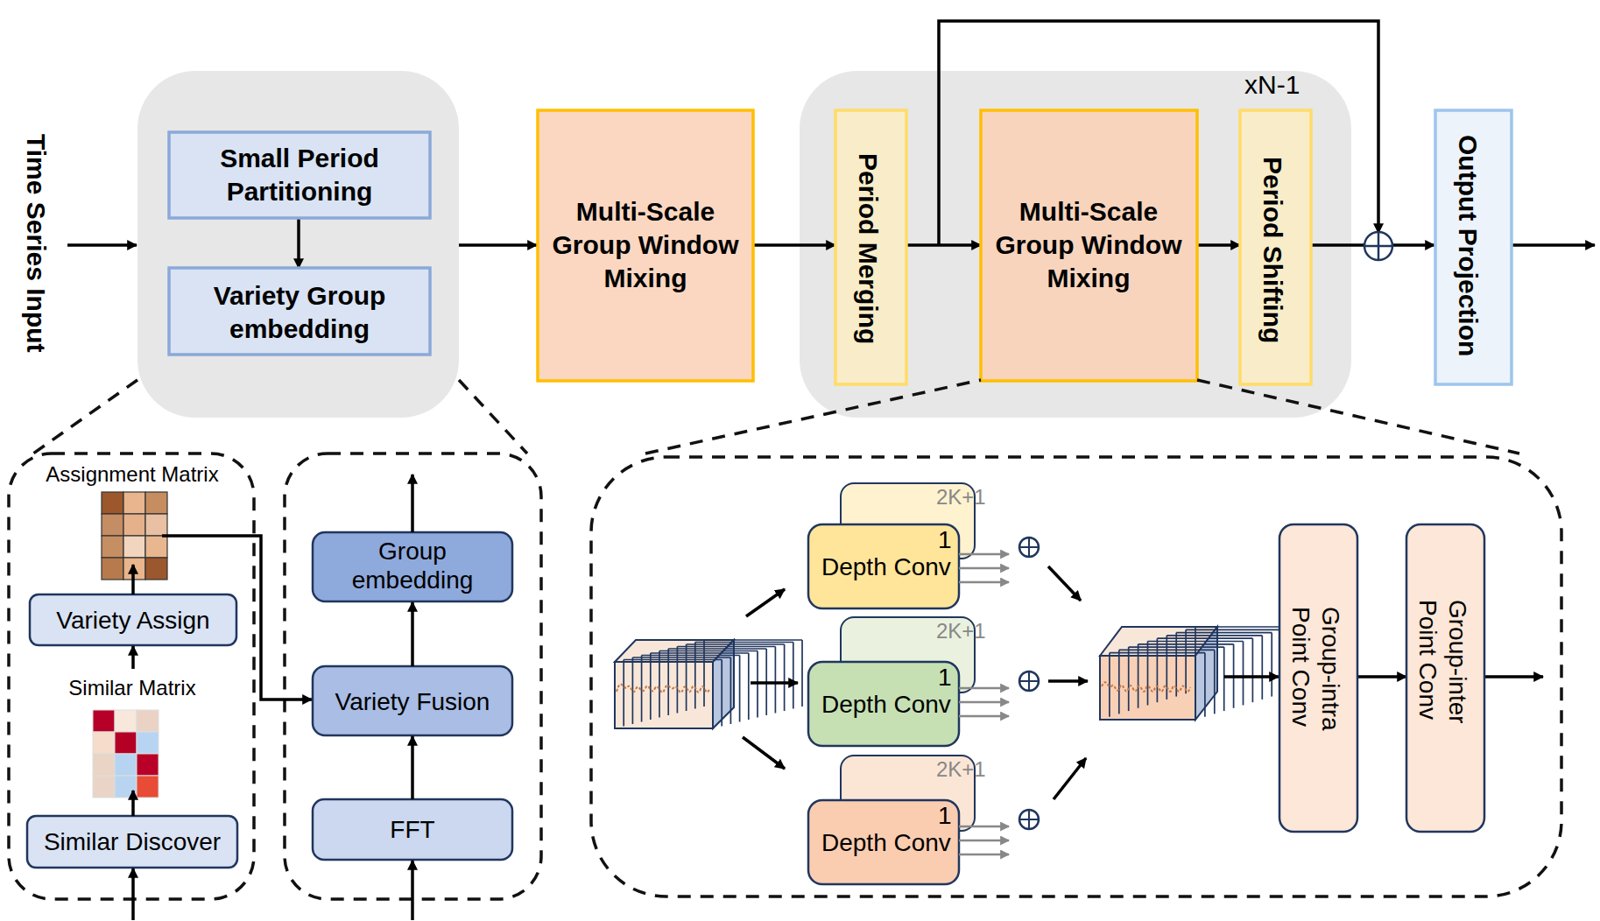 Time Series Input
Small Period
Partitioning
Variety Group
embedding
Multi-Scale
Group Window
Mixing
xN-1
Period Merging
Multi-Scale
Group Window
Mixing
Period Shifting
Output Projection
Assignment Matrix
Variety Assign
Similar Matrix
Similar Discover
Group
embedding
Variety Fusion
FFT
2K+1
1
Depth Conv
2K+1
1
Depth Conv
2K+1
1
Depth Conv
Group-intra
Point Conv
Group-inter
Point Conv